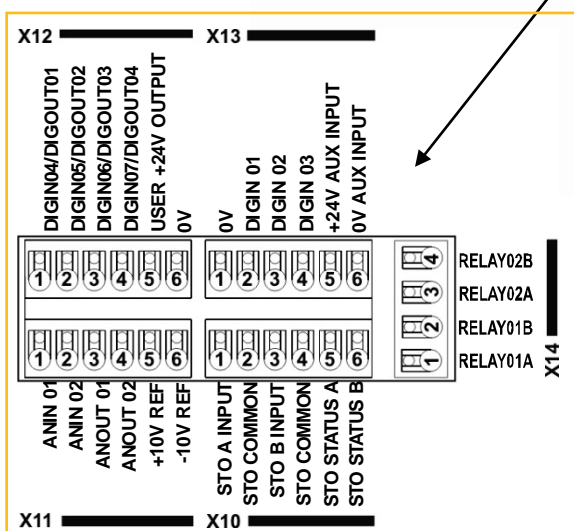 X12
X13
DIGIN04/DIGOUT01
DIGIN05/DIGOUT02
DIGIN06/DIGOUT03
DIGIN07/DIGOUT04
USER +24V OUTPUT
0V
0V
DIGIN 01
DIGIN 02
DIGIN 03
+24V AUX INPUT
0V AUX INPUT
1 2 3 4 5 6
1 2 3 4 5 6
4 RELAY02B
3 RELAY02A
2 RELAY01B
1 RELAY01A
X14
1 2 3 4 5 6
1 2 3 4 5 6
ANIN 01
ANIN 02
ANOUT 01
ANOUT 02
+10V REF
-10V REF
STO A INPUT
STO COMMON
STO B INPUT
STO COMMON
STO STATUS A
STO STATUS B
X11
X10